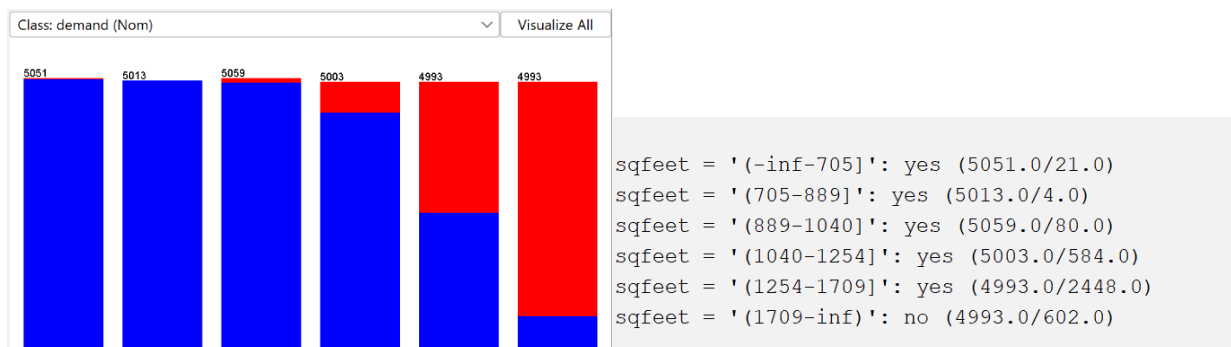 Class: demand (Nom) Visualize All
5051 5013 5059 5003 4993 4993
sqfeet = '(-inf-705]': yes (5051.0/21.0)
sqfeet = '(705-889]': yes (5013.0/4.0)
sqfeet = '(889-1040]': yes (5059.0/80.0)
sqfeet = '(1040-1254]': yes (5003.0/584.0)
sqfeet = '(1254-1709]': yes (4993.0/2448.0)
sqfeet = '(1709-inf)': no (4993.0/602.0)